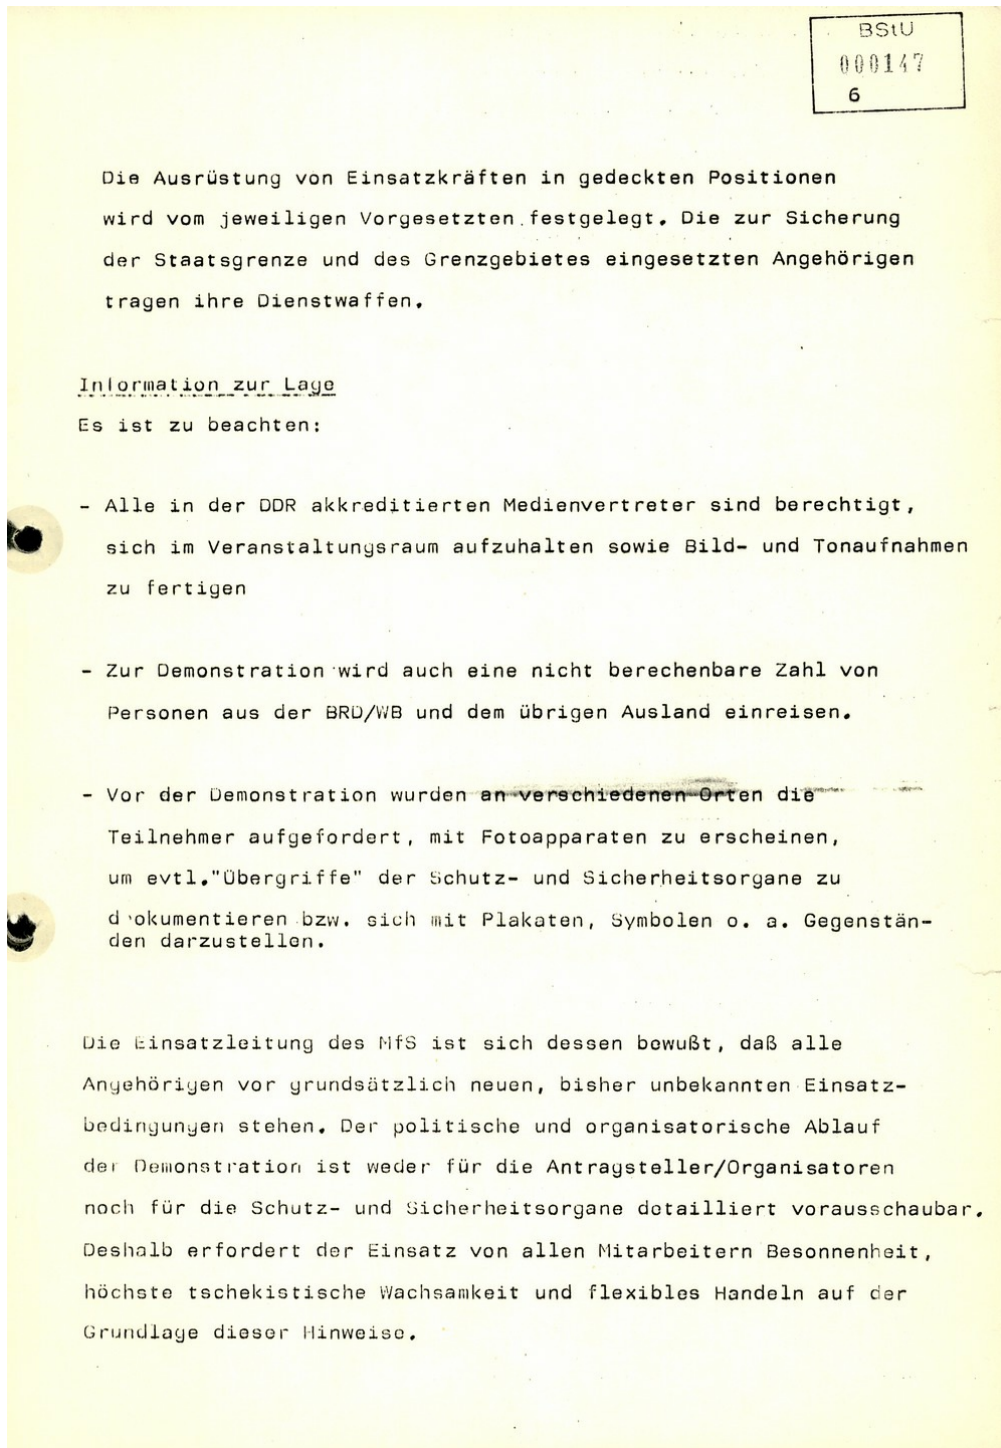 BStU
000147
6
Die Ausrüstung von Einsatzkräften in gedeckten Positionen
wird vom jeweiligen Vorgesetzten festgelegt. Die zur Sicherung
der Staatsgrenze und des Grenzgebietes eingesetzten Angehörigen
tragen ihre Dienstwaffen.
Information zur Lage
Es ist zu beachten:
- Alle in der DDR akkreditierten Medienvertreter sind berechtigt,
sich im Veranstaltungsraum aufzuhalten sowie Bild- und Tonaufnahmen
zu fertigen
- Zur Demonstration wird auch eine nicht berechenbare Zahl von
Personen aus der BRD/WB und dem übrigen Ausland einreisen.
- Vor der Demonstration wurden an verschiedenen Orten die
Teilnehmer aufgefordert, mit Fotoapparaten zu erscheinen,
um evtl."Übergriffe" der Schutz- und Sicherheitsorgane zu
dokumentieren bzw. sich mit Plakaten, Symbolen o. a. Gegenstän-
den darzustellen.
Die Einsatzleitung des MfS ist sich dessen bewußt, daß alle
Angehörigen vor grundsätzlich neuen, bisher unbekannten Einsatz-
bedingungen stehen. Der politische und organisatorische Ablauf
der Demonstration ist weder für die Antragsteller/Organisatoren
noch für die Schutz- und Sicherheitsorgane detailliert vorausschaubar.
Deshalb erfordert der Einsatz von allen Mitarbeitern Besonnenheit,
höchste tschekistische Wachsamkeit und flexibles Handeln auf der
Grundlage dieser Hinweise.